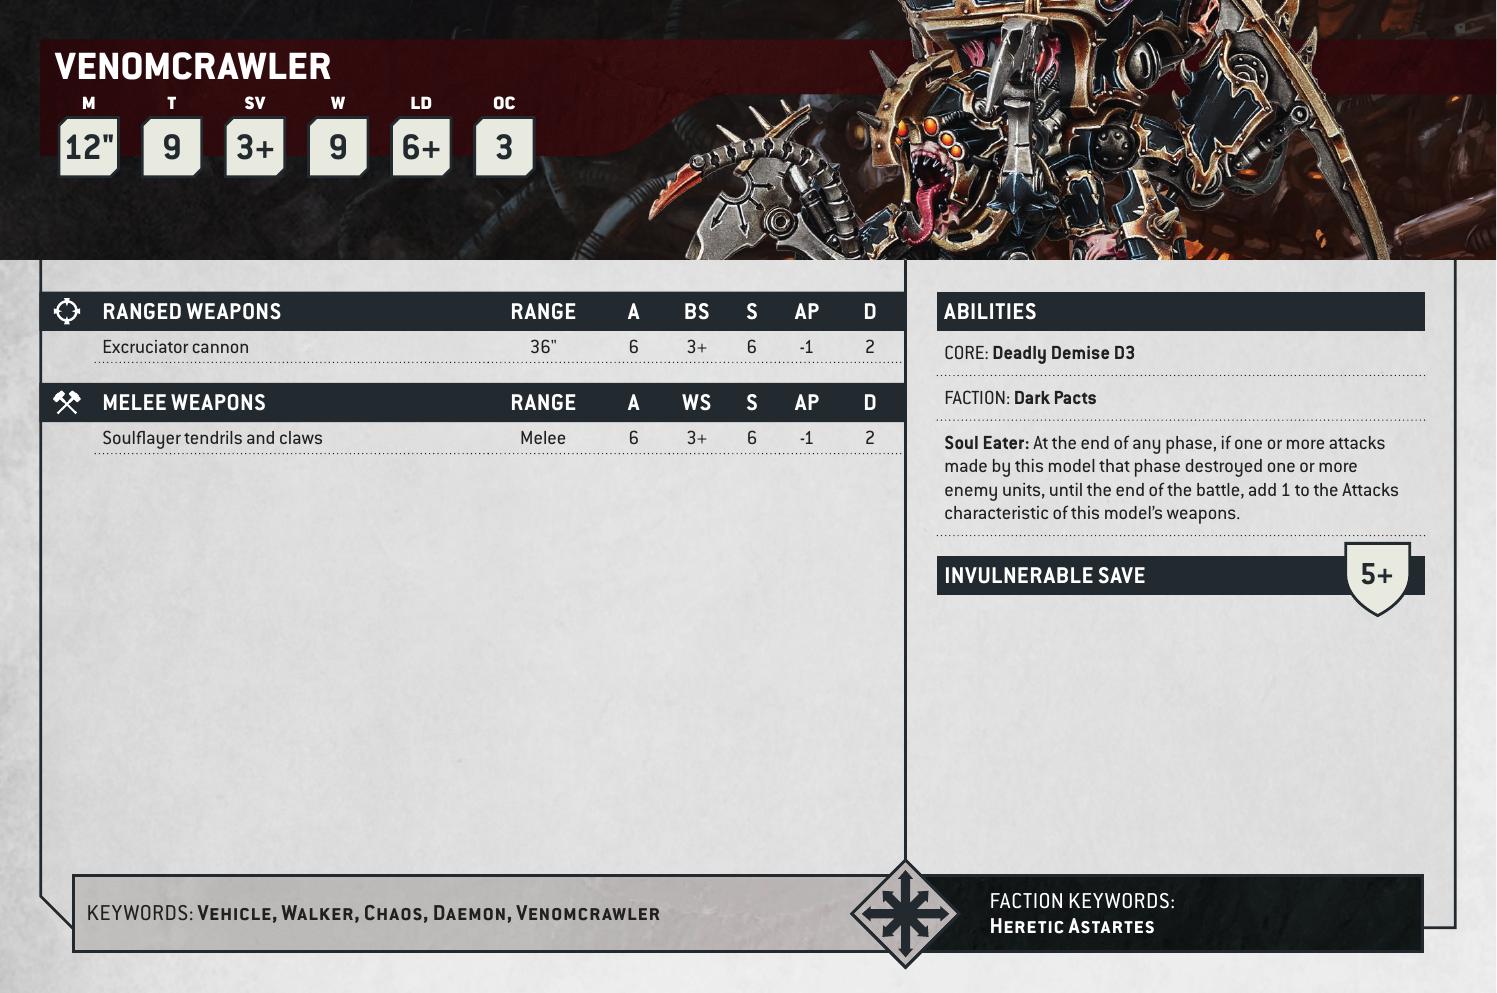 VENOMCRAWLER
M T SV W LD OC
12" 9 3+ 9 6+ 3
RANGED WEAPONS RANGE A BS S AP D
Excruciator cannon 36" 6 3+ 6 -1 2
MELEE WEAPONS RANGE A WS S AP D
Soulflayer tendrils and claws Melee 6 3+ 6 -1 2
ABILITIES
CORE: Deadly Demise D3
FACTION: Dark Pacts
Soul Eater: At the end of any phase, if one or more attacks
made by this model that phase destroyed one or more
enemy units, until the end of the battle, add 1 to the Attacks
characteristic of this model's weapons.
INVULNERABLE SAVE 5+
KEYWORDS: VEHICLE, WALKER, CHAOS, DAEMON, VENOMCRAWLER
FACTION KEYWORDS:
HERETIC ASTARTES